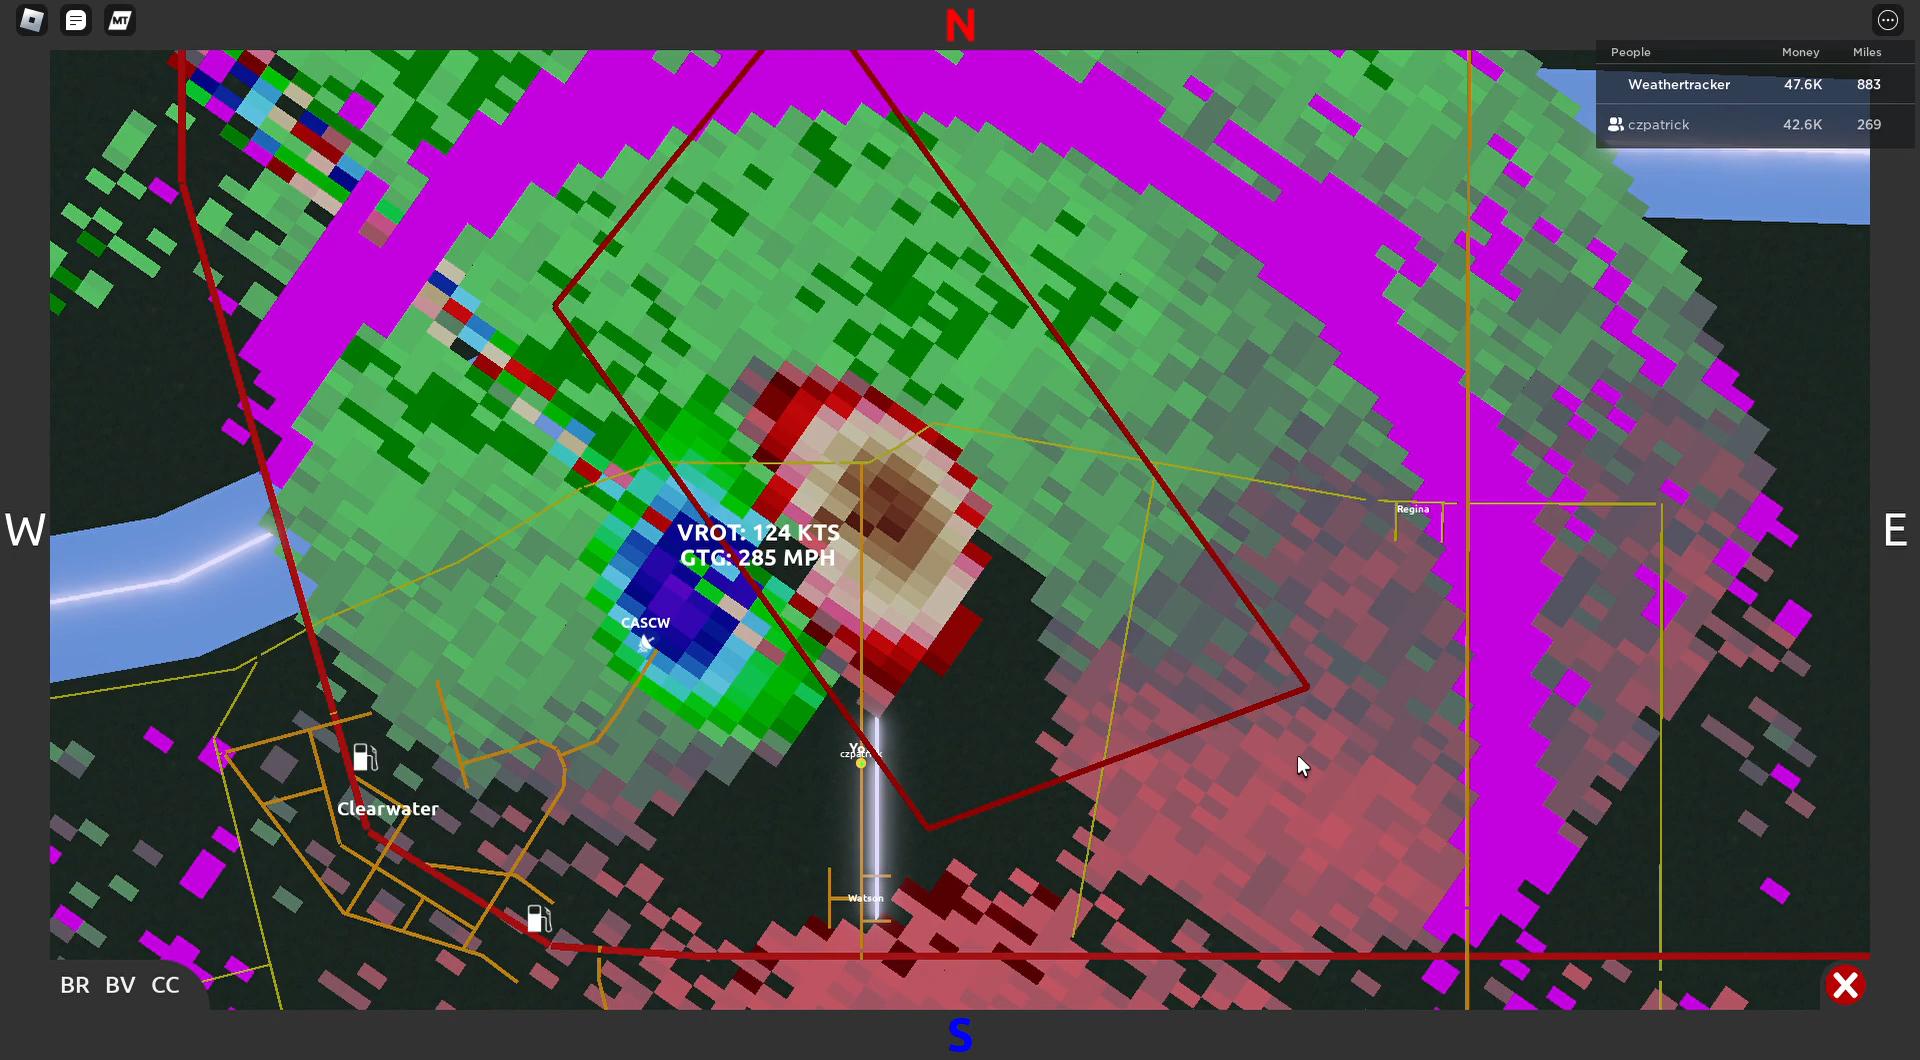 MT
N
People Money Miles
Weathertracker 47.6K 883
czpatrick 42.6K 269
W
E
Regina
VROT: 124 KTS
GTG: 285 MPH
CASCW
Clearwater
Watson
BR BV CC
S